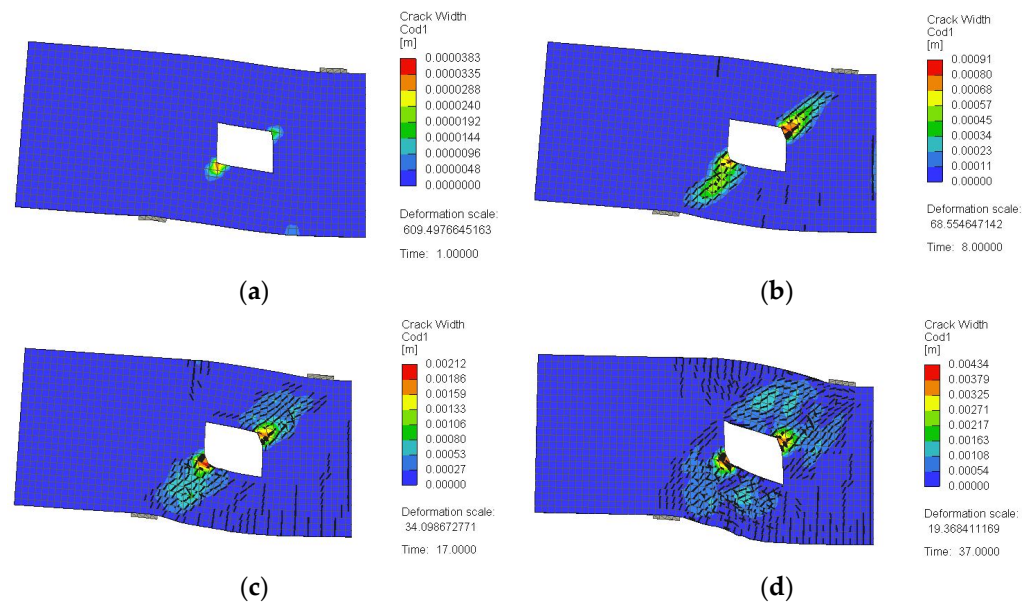 Crack Width
Cod1
[m]
0.0000383
0.0000335
0.0000288
0.0000240
0.0000192
0.0000144
0.0000096
0.0000048
0.0000000
Deformation scale:
609.4976645163
Time: 1.00000
(a)
Crack Width
Cod1
[m]
0.00091
0.00080
0.00068
0.00057
0.00045
0.00034
0.00023
0.00011
0.00000
Deformation scale:
68.554647142
Time: 8.00000
(b)
Crack Width
Cod1
[m]
0.00212
0.00186
0.00159
0.00133
0.00106
0.00080
0.00053
0.00027
0.00000
Deformation scale:
34.098672771
Time: 17.0000
(c)
Crack Width
Cod1
[m]
0.00434
0.00379
0.00325
0.00271
0.00217
0.00163
0.00108
0.00054
0.00000
Deformation scale:
19.368411169
Time: 37.0000
(d)